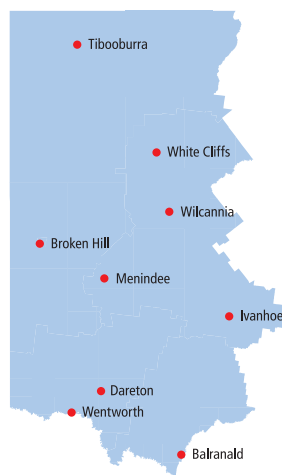 Tibooburra
White Cliffs
Wilcannia
Broken Hill
Menindee
Ivanhoe
Dareton
Wentworth
Balranald